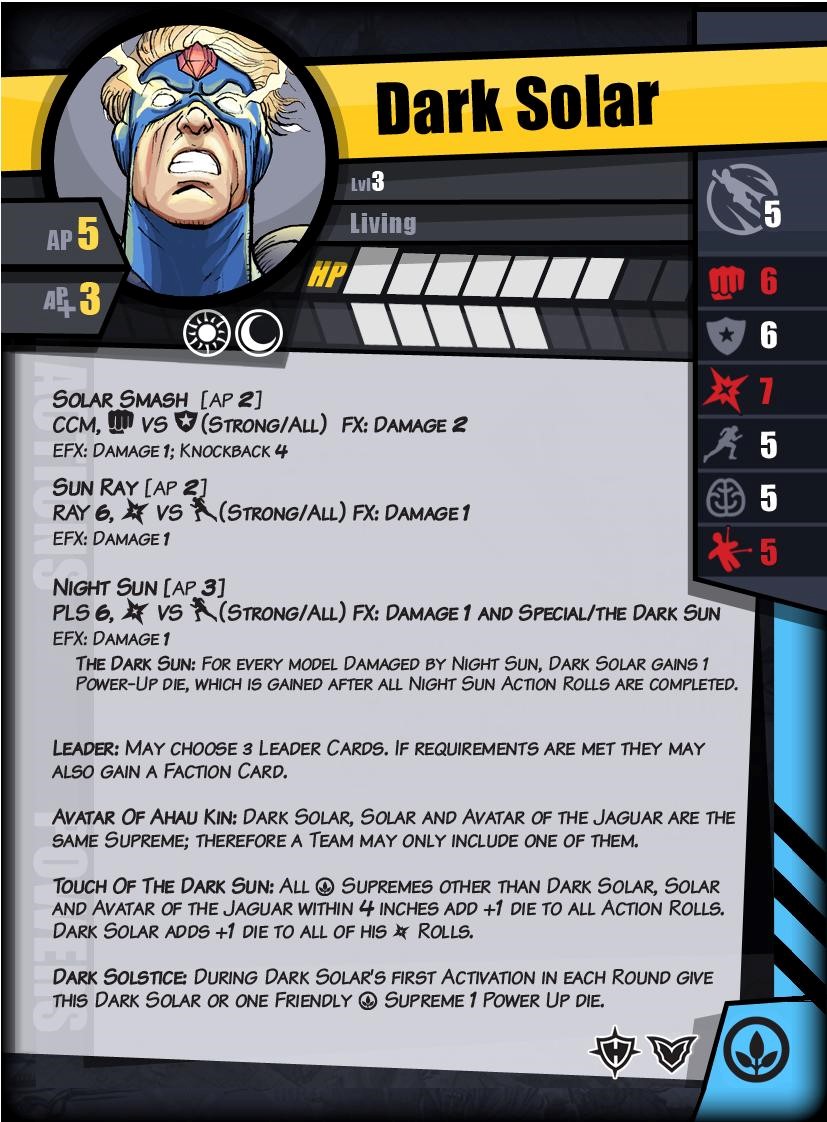 Dark Solar
Lvl3
Living
AP 5
AP+ 3
HP
5
6
6
7
5
5
5
ACTIONS
SOLAR SMASH [AP 2]
CCM, VS (STRONG/ALL) FX: DAMAGE 2
EFX: DAMAGE 1; KNOCKBACK 4
SUN RAY [AP 2]
RAY 6, VS (STRONG/ALL) FX: DAMAGE 1
EFX: DAMAGE 1
NIGHT SUN [AP 3]
PLS 6, VS (STRONG/ALL) FX: DAMAGE 1 AND SPECIAL/THE DARK SUN
EFX: DAMAGE 1
THE DARK SUN: FOR EVERY MODEL DAMAGED BY NIGHT SUN, DARK SOLAR GAINS 1
POWER-UP DIE, WHICH IS GAINED AFTER ALL NIGHT SUN ACTION ROLLS ARE COMPLETED.
POWERS
LEADER: MAY CHOOSE 3 LEADER CARDS. IF REQUIREMENTS ARE MET THEY MAY
ALSO GAIN A FACTION CARD.
AVATAR OF AHAU KIN: DARK SOLAR, SOLAR AND AVATAR OF THE JAGUAR ARE THE
SAME SUPREME; THEREFORE A TEAM MAY ONLY INCLUDE ONE OF THEM.
TOUCH OF THE DARK SUN: ALL SUPREMES OTHER THAN DARK SOLAR, SOLAR
AND AVATAR OF THE JAGUAR WITHIN 4 INCHES ADD +1 DIE TO ALL ACTION ROLLS.
DARK SOLAR ADDS +1 DIE TO ALL OF HIS ROLLS.
DARK SOLSTICE: DURING DARK SOLAR'S FIRST ACTIVATION IN EACH ROUND GIVE
THIS DARK SOLAR OR ONE FRIENDLY SUPREME 1 POWER UP DIE.
H